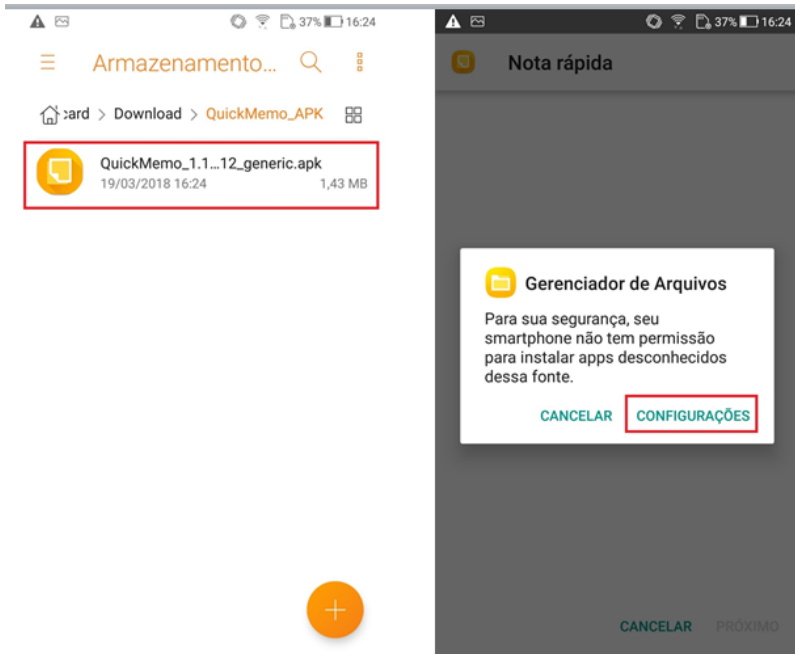 37% 16:24
Armazenamento...
card > Download > QuickMemo_APK
QuickMemo_1.1...12_generic.apk
19/03/2018 16:24 1,43 MB
37% 16:24
Nota rápida
Gerenciador de Arquivos
Para sua segurança, seu
smartphone não tem permissão
para instalar apps desconhecidos
dessa fonte.
CANCELAR CONFIGURAÇÕES
CANCELAR PRÓXIMO